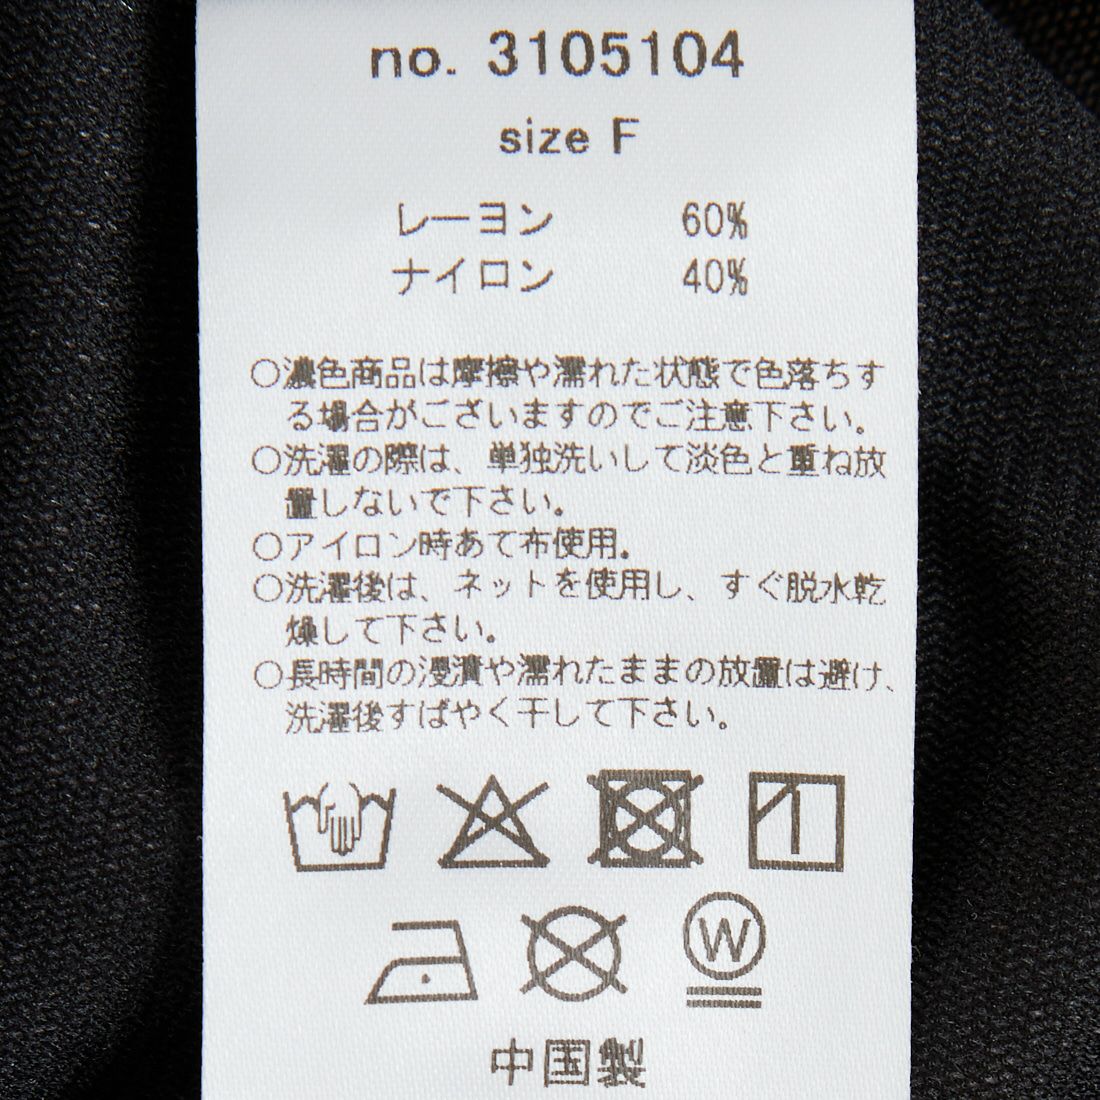 no. 3105104
size F
レーヨン 60%
ナイロン 40%
○濃色商品は摩擦や濡れた状態で色落ちす
る場合がございますのでご注意下さい。
○洗濯の際は、単独洗いして淡色と重ね放
置しないで下さい。
○アイロン時あて布使用。
○洗濯後は、ネットを使用し、すぐ脱水乾
燥して下さい。
○長時間の浸漬や濡れたままの放置は避け、
洗濯後すばやく干して下さい。
W
中国製